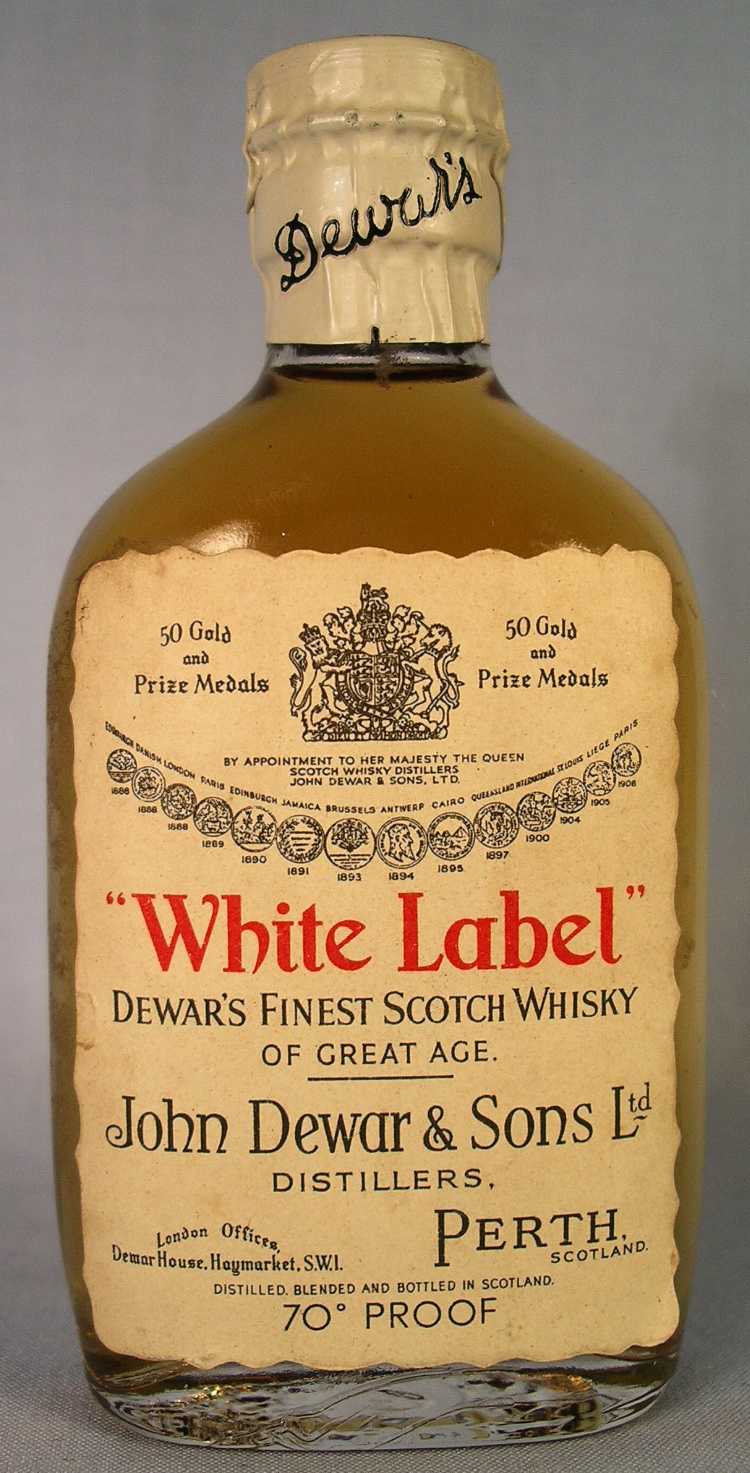 Dewar's
50 Gold
and
Prize Medals
50 Gold
and
Prize Medals
BY APPOINTMENT TO HER MAJESTY THE QUEEN
SCOTCH WHISKY DISTILLERS
JOHN DEWAR & SONS, LTD.
EDINBURGH DANISH LONDON PARIS EDINBURGH JAMAICA BRUSSELS ANTWERP CAIRO QUEENSLAND INTERNATIONAL ST. LOUIS LIEGE PARIS
1886 1888 1888 1889 1890 1891 1893 1894 1895 1897 1900 1904 1905 1906
"White Label"
DEWAR'S FINEST SCOTCH WHISKY
OF GREAT AGE.
John Dewar & Sons Ltd
DISTILLERS,
London Offices,
Dewar House, Haymarket, S.W.1.
PERTH,
SCOTLAND.
DISTILLED, BLENDED AND BOTTLED IN SCOTLAND.
70° PROOF